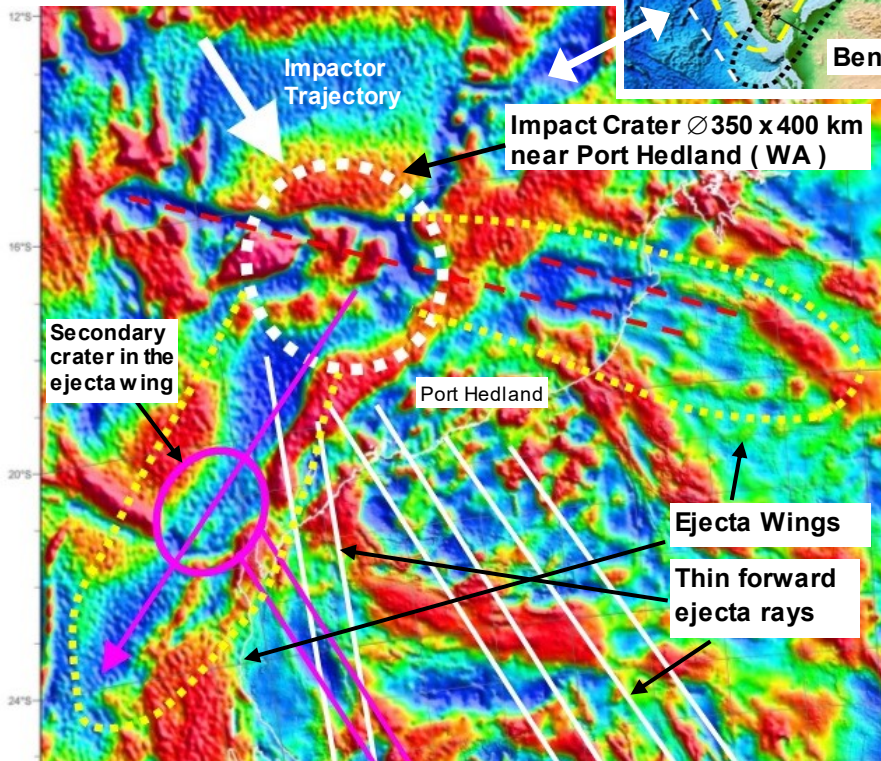 12°S
Ben
Impactor
Trajectory
Impact Crater ∅ 350 x 400 km
near Port Hedland ( WA )
16°S
Secondary
crater in the
ejecta wing
Port Hedland
20°S
Ejecta Wings
Thin forward
ejecta rays
24°S